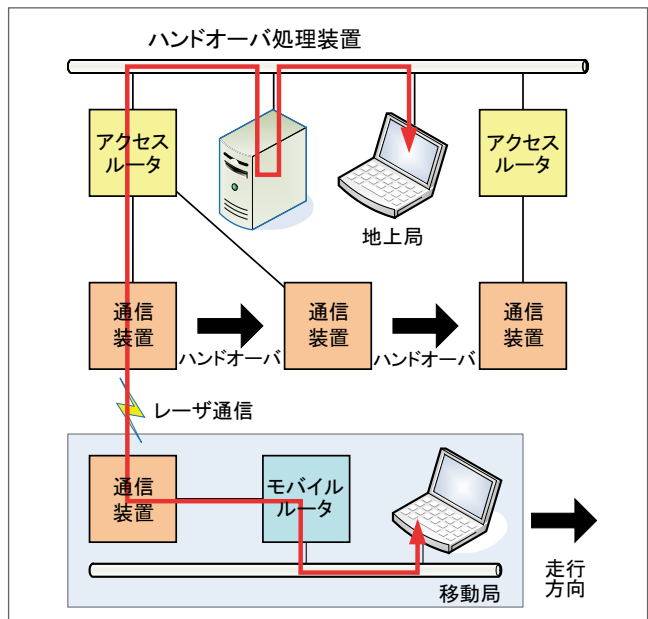 ハンドオーバ処理装置
アクセス
ルータ
アクセス
ルータ
地上局
通信
装置
通信
装置
通信
装置
ハンドオーバ
ハンドオーバ
レーザ通信
通信
装置
モバイル
ルータ
走行
方向
移動局